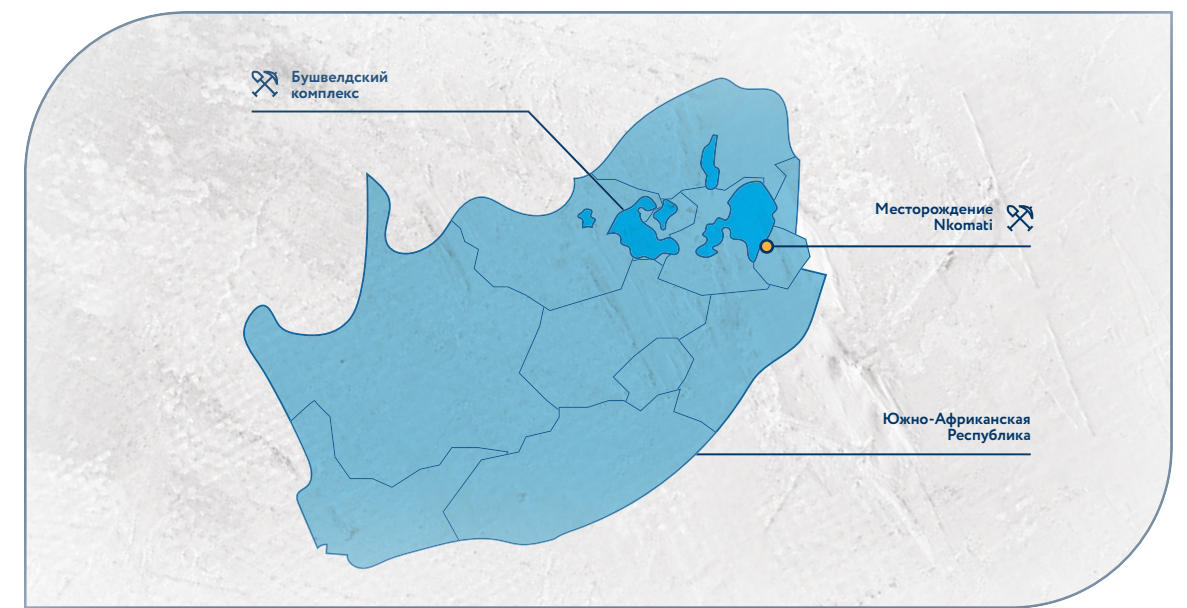 Бушвелдский
комплекс
Месторождение
Nkomati
Южно-Африканская
Республика